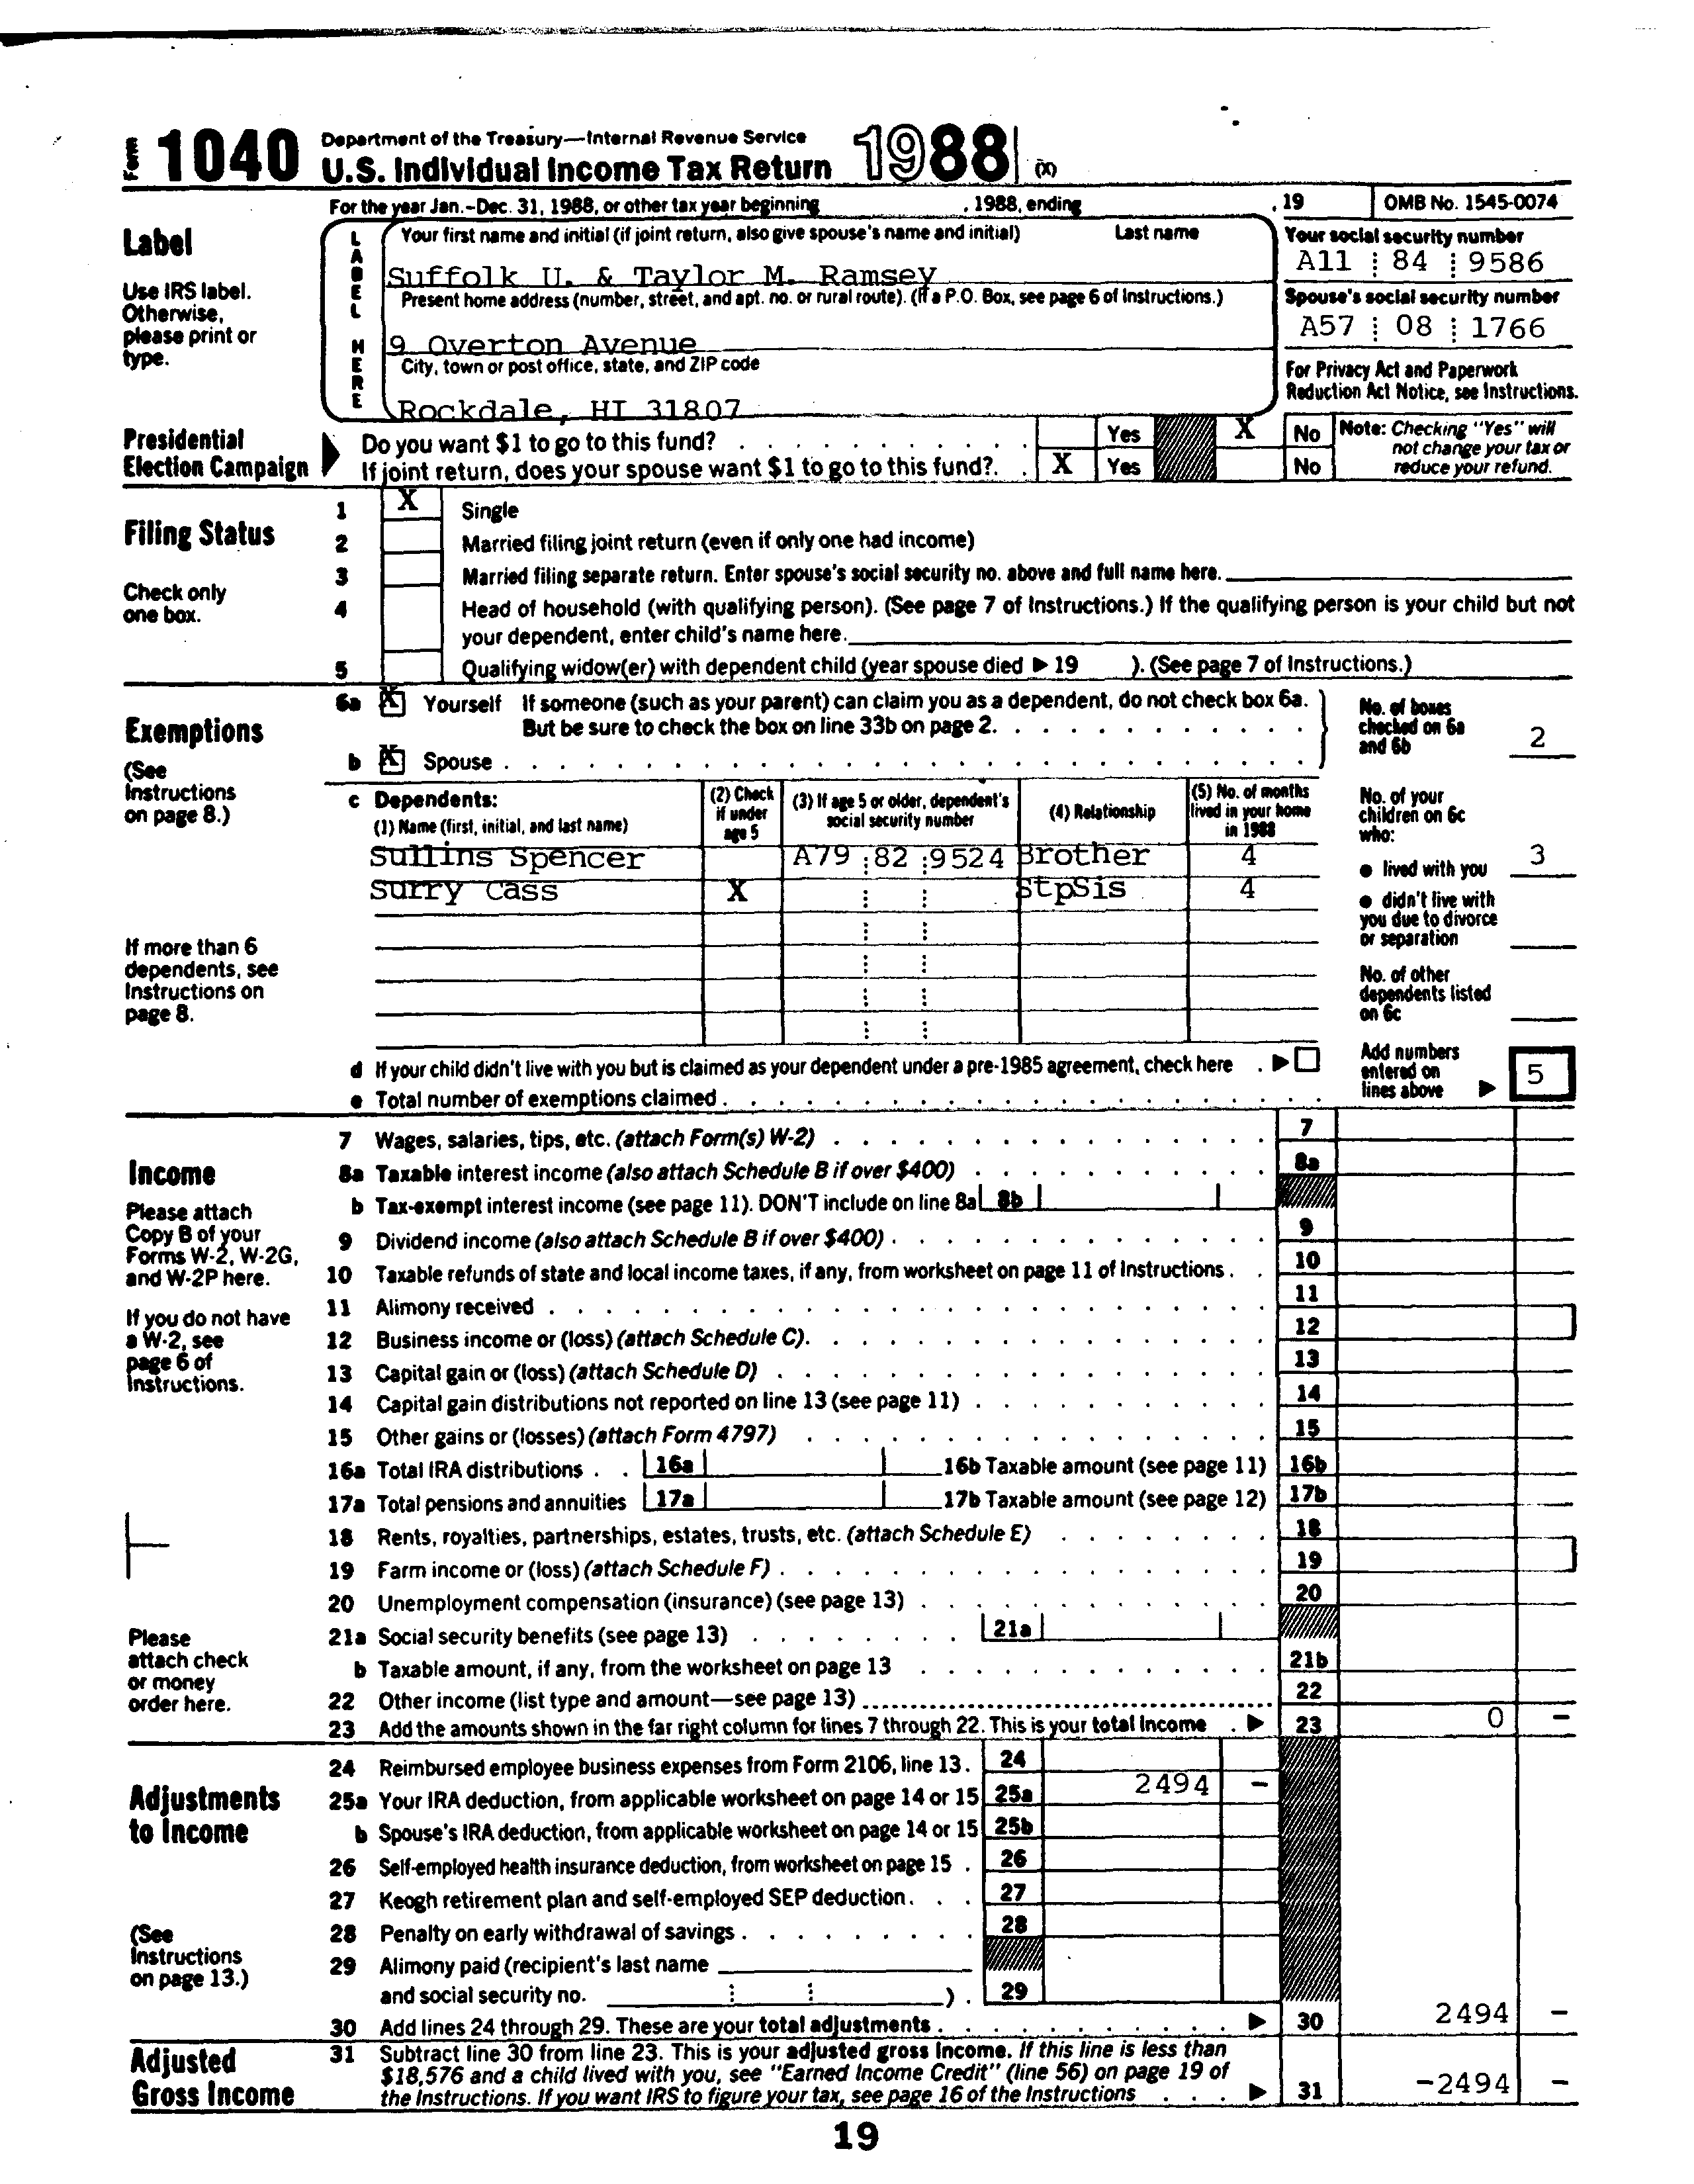 Form 1040 Department of the Treasury—Internal Revenue Service
U.S. Individual Income Tax Return 1988 (X)
For the year Jan.-Dec. 31, 1988, or other tax year beginning , 1988, ending , 19 OMB No. 1545-0074
Label
Use IRS label.
Otherwise,
please print or
type.
LABEL HERE
Your first name and initial (if joint return, also give spouse's name and initial) Last name
Suffolk U. & Taylor M. Ramsey
Present home address (number, street, and apt. no. or rural route). (If a P.O. Box, see page 6 of Instructions.)
9 Overton Avenue
City, town or post office, state, and ZIP code
Rockdale, HI 31807
Your social security number
A11 84 9586
Spouse's social security number
A57 08 1766
For Privacy Act and Paperwork
Reduction Act Notice, see Instructions.
Presidential
Election Campaign
Do you want $1 to go to this fund? Yes X No
If joint return, does your spouse want $1 to go to this fund?. X Yes No
Note: Checking "Yes" will
not change your tax or
reduce your refund.
Filing Status
Check only
one box.
1 X Single
2 Married filing joint return (even if only one had income)
3 Married filing separate return. Enter spouse's social security no. above and full name here.
4 Head of household (with qualifying person). (See page 7 of Instructions.) If the qualifying person is your child but not
your dependent, enter child's name here.
5 Qualifying widow(er) with dependent child (year spouse died ▶ 19 ). (See page 7 of Instructions.)
Exemptions
(See
Instructions
on page 8.)
6a X Yourself If someone (such as your parent) can claim you as a dependent, do not check box 6a.
But be sure to check the box on line 33b on page 2.
b X Spouse
No. of boxes
checked on 6a
and 6b 2
c Dependents:
(1) Name (first, initial, and last name)
(2) Check
if under
age 5
(3) If age 5 or older, dependent's
social security number
(4) Relationship
(5) No. of months
lived in your home
in 1988
Sullins Spencer A79 82 9524 Brother 4
Surry Cass X StpSis 4
If more than 6
dependents, see
Instructions on
page 8.
No. of your
children on 6c
who:
● lived with you 3
● didn't live with
you due to divorce
or separation
No. of other
dependents listed
on 6c
d If your child didn't live with you but is claimed as your dependent under a pre-1985 agreement, check here ▶
e Total number of exemptions claimed
Add numbers
entered on
lines above ▶ 5
Income
Please attach
Copy B of your
Forms W-2, W-2G,
and W-2P here.
If you do not have
a W-2, see
page 6 of
Instructions.
Please
attach check
or money
order here.
7 Wages, salaries, tips, etc. (attach Form(s) W-2) 7
8a Taxable interest income (also attach Schedule B if over $400) 8a
b Tax-exempt interest income (see page 11). DON'T include on line 8a 8b
9 Dividend income (also attach Schedule B if over $400) 9
10 Taxable refunds of state and local income taxes, if any, from worksheet on page 11 of Instructions 10
11 Alimony received 11
12 Business income or (loss) (attach Schedule C). 12
13 Capital gain or (loss) (attach Schedule D) 13
14 Capital gain distributions not reported on line 13 (see page 11) 14
15 Other gains or (losses) (attach Form 4797) 15
16a Total IRA distributions 16a 16b Taxable amount (see page 11) 16b
17a Total pensions and annuities 17a 17b Taxable amount (see page 12) 17b
18 Rents, royalties, partnerships, estates, trusts, etc. (attach Schedule E) 18
19 Farm income or (loss) (attach Schedule F) 19
20 Unemployment compensation (insurance) (see page 13) 20
21a Social security benefits (see page 13) 21a
b Taxable amount, if any, from the worksheet on page 13 21b
22 Other income (list type and amount—see page 13) 22
23 Add the amounts shown in the far right column for lines 7 through 22. This is your total income ▶ 23 0 –
Adjustments
to Income
(See
Instructions
on page 13.)
24 Reimbursed employee business expenses from Form 2106, line 13. 24
25a Your IRA deduction, from applicable worksheet on page 14 or 15 25a 2494 –
b Spouse's IRA deduction, from applicable worksheet on page 14 or 15 25b
26 Self-employed health insurance deduction, from worksheet on page 15 26
27 Keogh retirement plan and self-employed SEP deduction 27
28 Penalty on early withdrawal of savings 28
29 Alimony paid (recipient's last name
and social security no. ) 29
30 Add lines 24 through 29. These are your total adjustments ▶ 30 2494 –
Adjusted
Gross Income
31 Subtract line 30 from line 23. This is your adjusted gross income. If this line is less than
$18,576 and a child lived with you, see "Earned Income Credit" (line 56) on page 19 of
the Instructions. If you want IRS to figure your tax, see page 16 of the Instructions ▶ 31 -2494 –
19